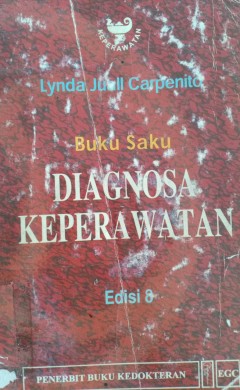 KEPERAWATAN
Lynda Juall Carpenito
Buku Saku
DIAGNOSA
KEPERAWATAN
Edisi 8
PENERBIT BUKU KEDOKTERAN
EGC